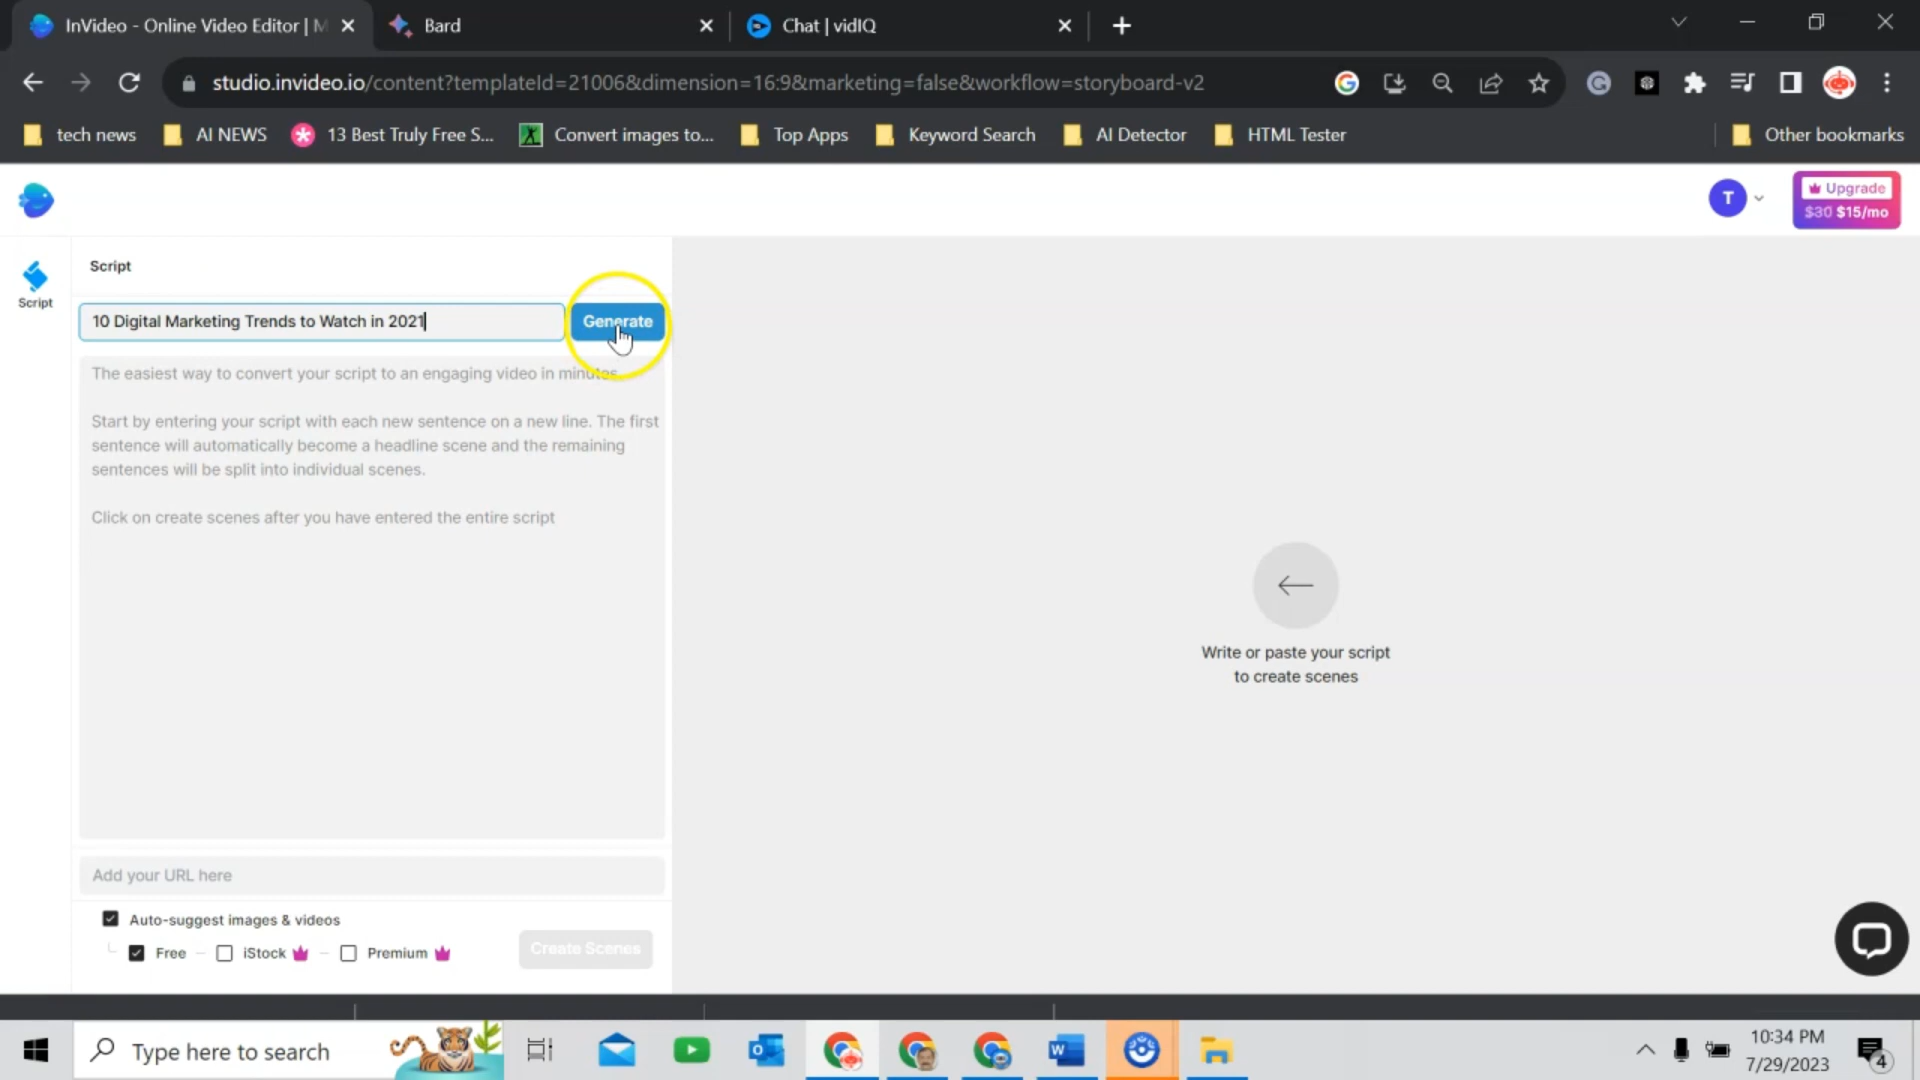 InVideo - Online Video Editor | M
Bard
Chat | vidIQ
studio.invideo.io/content?templateId=21006&dimension=16:9&marketing=false&workflow=storyboard-v2
tech news
AI NEWS
13 Best Truly Free S...
Convert images to...
Top Apps
Keyword Search
AI Detector
HTML Tester
Other bookmarks
T
Upgrade
$30 $15/mo
Script
Script
10 Digital Marketing Trends to Watch in 2021
Generate
The easiest way to convert your script to an engaging video in minutes
Start by entering your script with each new sentence on a new line. The first
sentence will automatically become a headline scene and the remaining
sentences will be split into individual scenes.
Click on create scenes after you have entered the entire script
Write or paste your script
to create scenes
Add your URL here
Auto-suggest images & videos
Free
iStock
Premium
Create Scenes
Type here to search
10:34 PM
7/29/2023
4